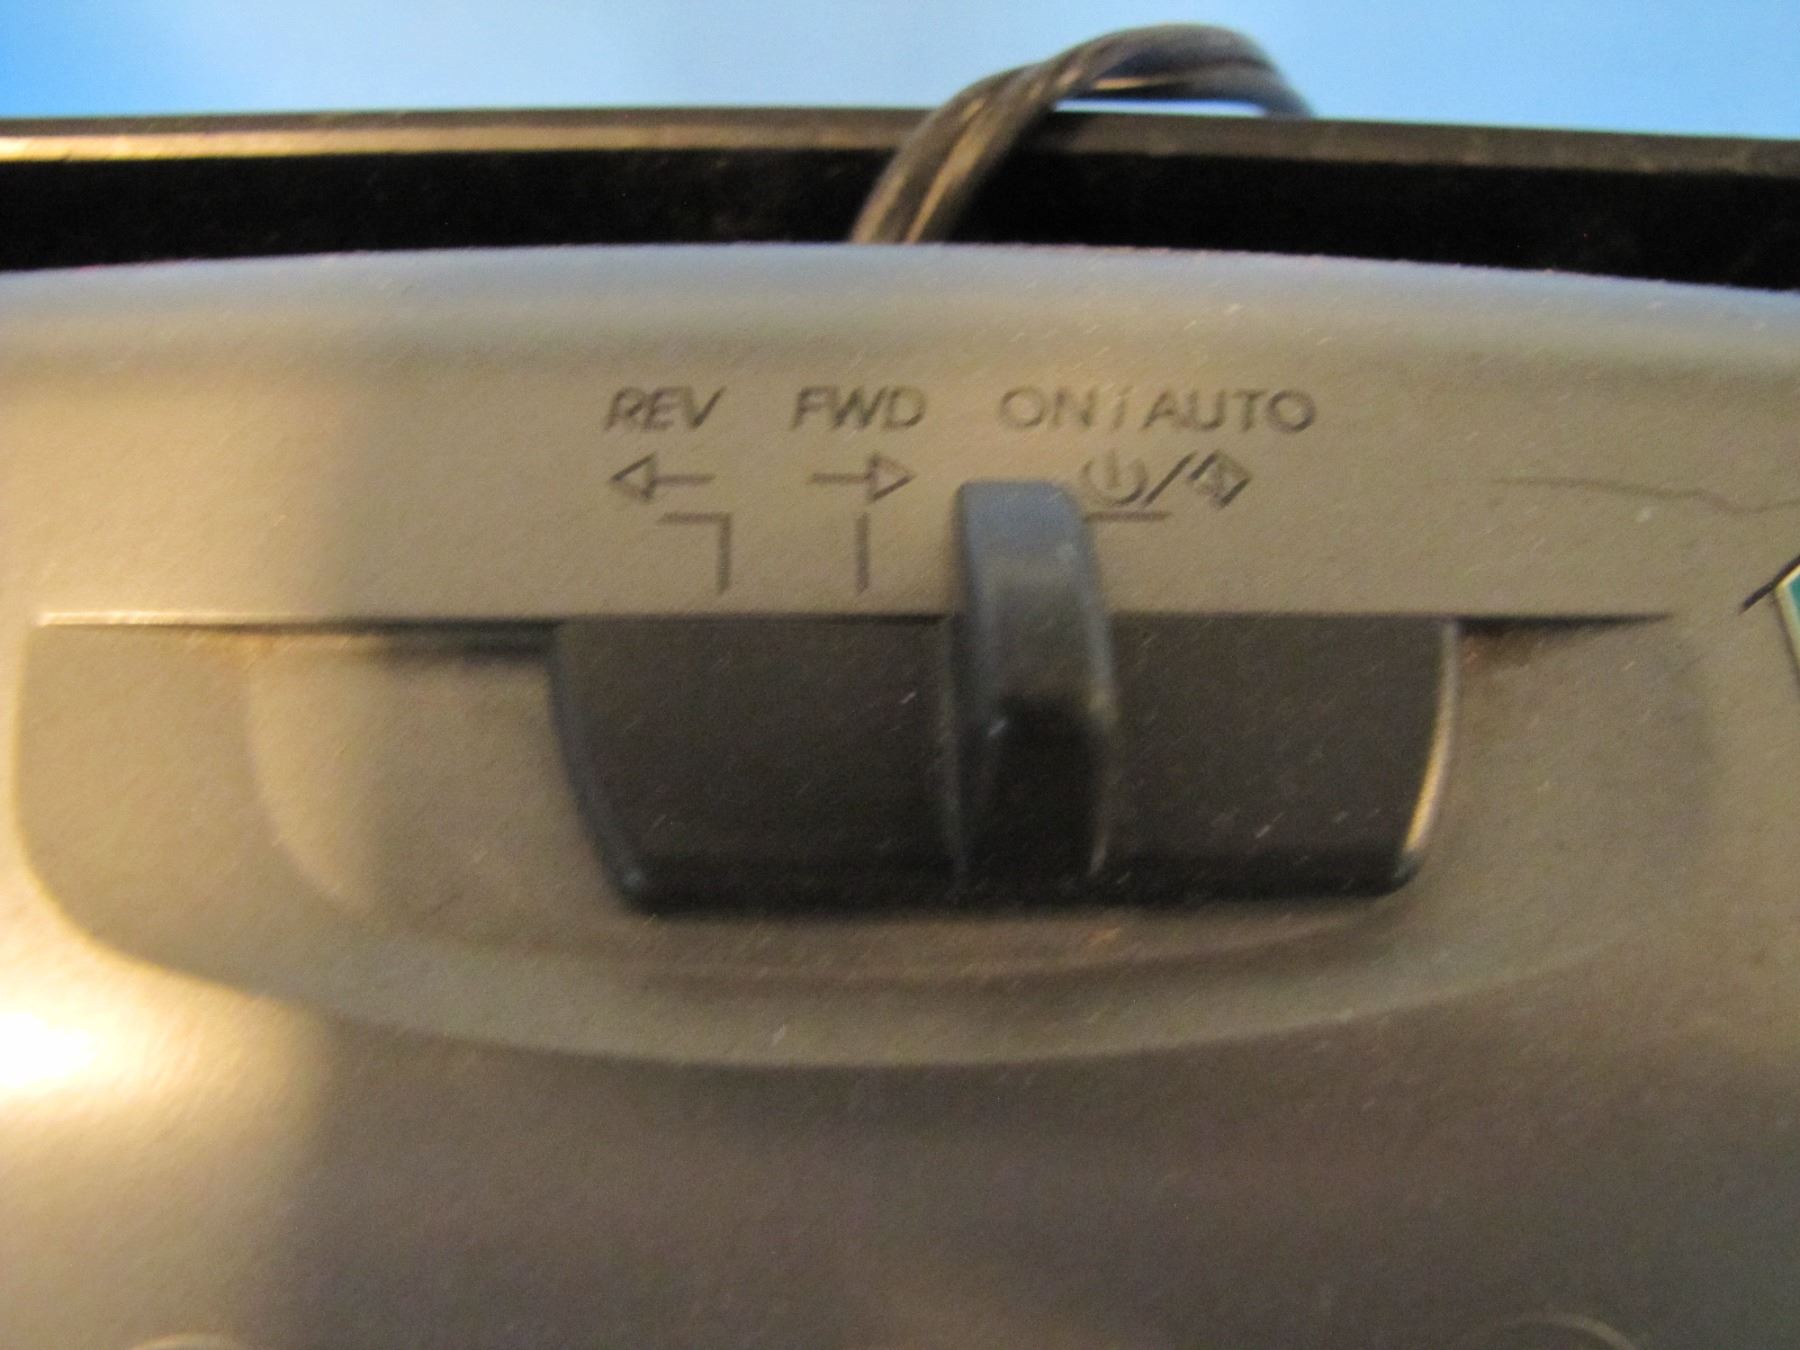 REV FWD ON / AUTO